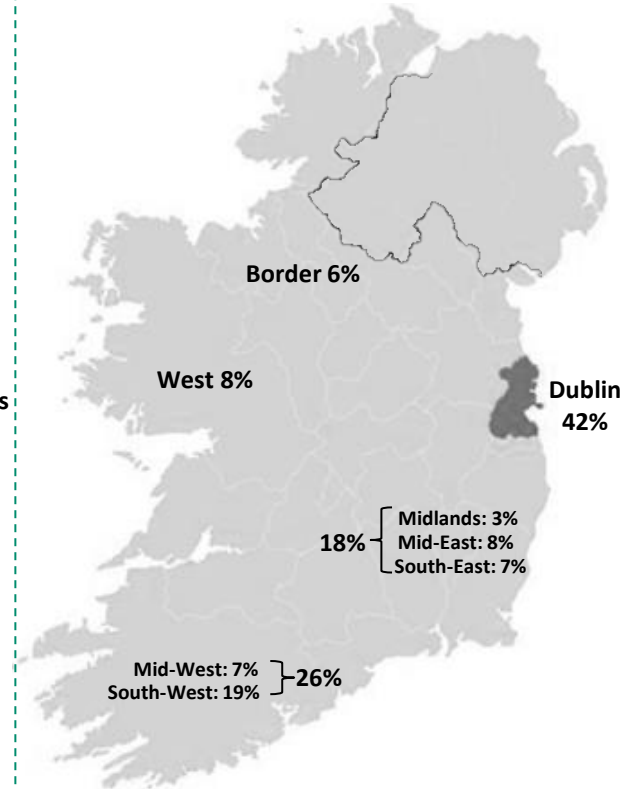 Border 6%
West 8%
s
Dublin
42%
18%
Midlands: 3%
Mid-East: 8%
South-East: 7%
Mid-West: 7%
South-West: 19%
26%